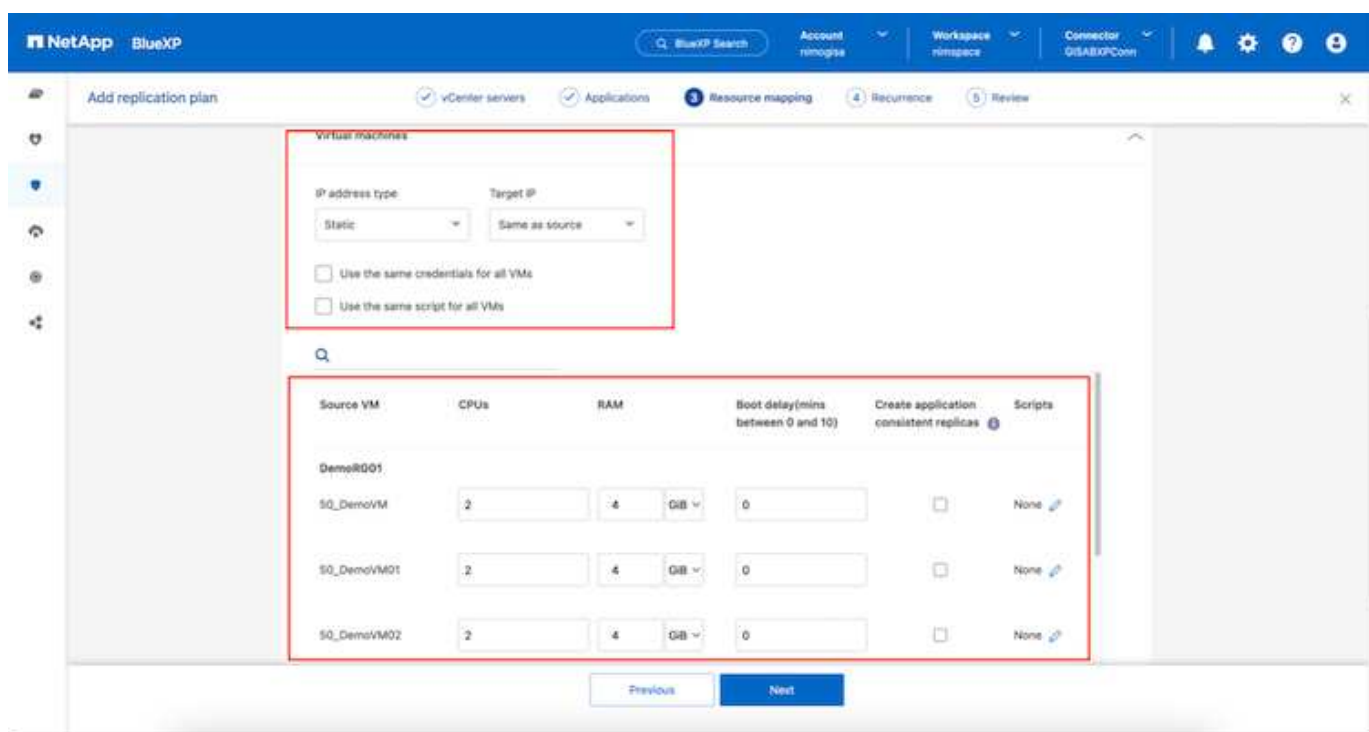 NetApp BlueXP
BlueXP Search
Account
nimogisa
Workspace
nimspace
Connector
GISABXPConn
Add replication plan
vCenter servers
Applications
3 Resource mapping
4 Recurrence
5 Review
Virtual machines
IP address type
Target IP
Static
Same as source
Use the same credentials for all VMs
Use the same script for all VMs
Source VM
CPUs
RAM
Boot delay(mins
between 0 and 10)
Create application
consistent replicas
Scripts
DemoRG01
S0_DemoVM 2 4 GiB 0 None
S0_DemoVM01 2 4 GiB 0 None
S0_DemoVM02 2 4 GiB 0 None
Previous
Next